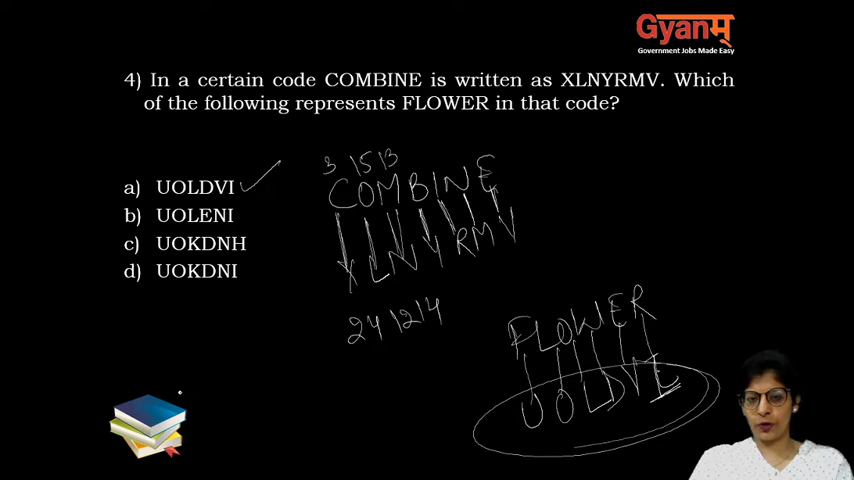 Gyanम्
Government Jobs Made Easy
4) In a certain code COMBINE is written as XLNYRMV. Which
of the following represents FLOWER in that code?
a) UOLDVI
b) UOLENI
c) UOKDNH
d) UOKDNI
3 15 13
COMBINE
XLNYRMV
24 12 14
FLOWER
UOLDVI